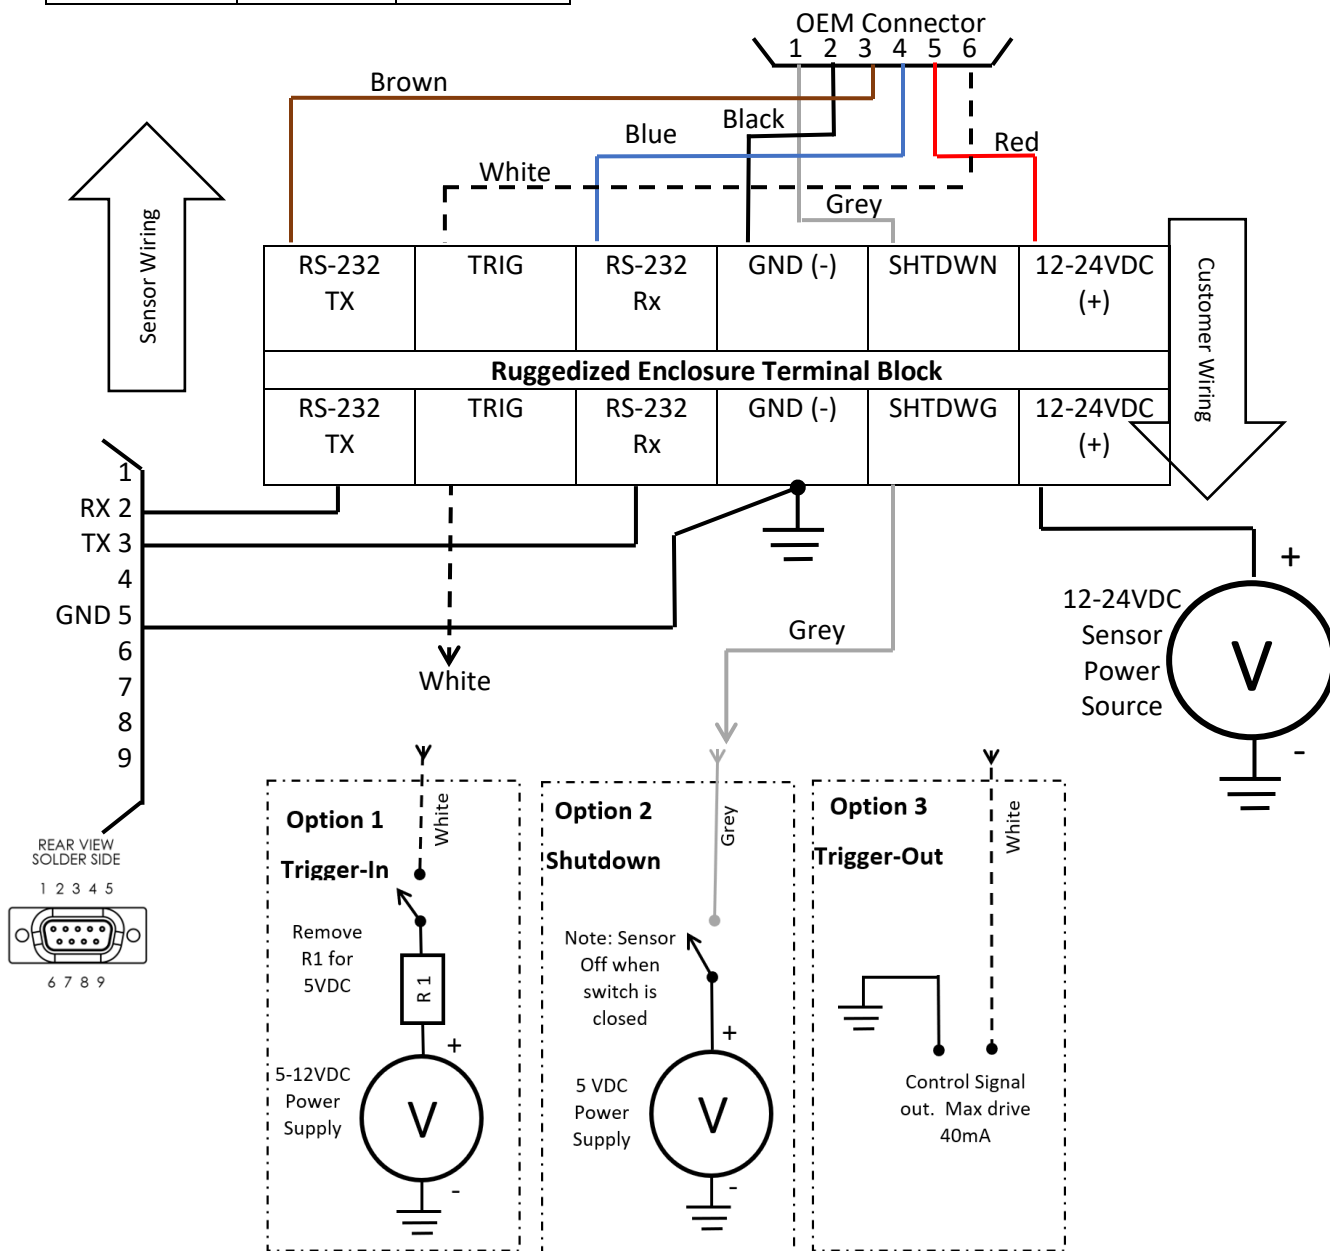 OEM Connector
1 2 3 4 5 6
Brown
Black
Blue
Red
White
Grey
Sensor Wiring
Customer Wiring
RS-232 TX
TRIG
RS-232 Rx
GND (-)
SHTDWN
12-24VDC (+)
Ruggedized Enclosure Terminal Block
RS-232 TX
TRIG
RS-232 Rx
GND (-)
SHTDWG
12-24VDC (+)
1
RX 2
TX 3
4
GND 5
6
7
8
9
White
Grey
+
12-24VDC
Sensor
Power
Source
V
-
REAR VIEW
SOLDER SIDE
1 2 3 4 5
6 7 8 9
Option 1
Trigger-In
White
Remove
R1 for
5VDC
R 1
+
5-12VDC
Power
Supply
V
-
Option 2
Shutdown
Grey
Note: Sensor
Off when
switch is
closed
+
5 VDC
Power
Supply
V
-
Option 3
Trigger-Out
White
Control Signal
out. Max drive
40mA